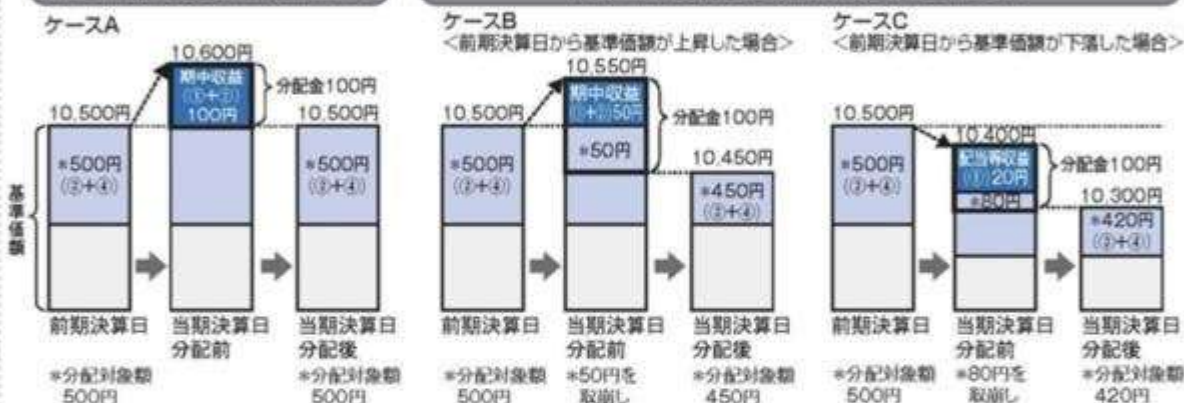 ケースA
10,600円
期中収益
(①+②)
100円
分配金100円
10,500円
10,500円
*500円
(③+④)
*500円
(③+④)
基準価額
前期決算日
当期決算日
分配前
当期決算日
分配後
*分配対象額
500円
*分配対象額
500円
ケースB
<前期決算日から基準価額が上昇した場合>
10,550円
期中収益
(①+②)50円
分配金100円
10,500円
*50円
10,450円
*500円
(③+④)
*450円
(③+④)
前期決算日
当期決算日
分配前
当期決算日
分配後
*分配対象額
500円
*50円を
取崩し
*分配対象額
450円
ケースC
<前期決算日から基準価額が下落した場合>
10,500円
10,400円
配当等収益
(①)20円
分配金100円
*80円
10,300円
*500円
(③+④)
*420円
(③+④)
前期決算日
当期決算日
分配前
当期決算日
分配後
*分配対象額
500円
*80円を
取崩し
*分配対象額
420円